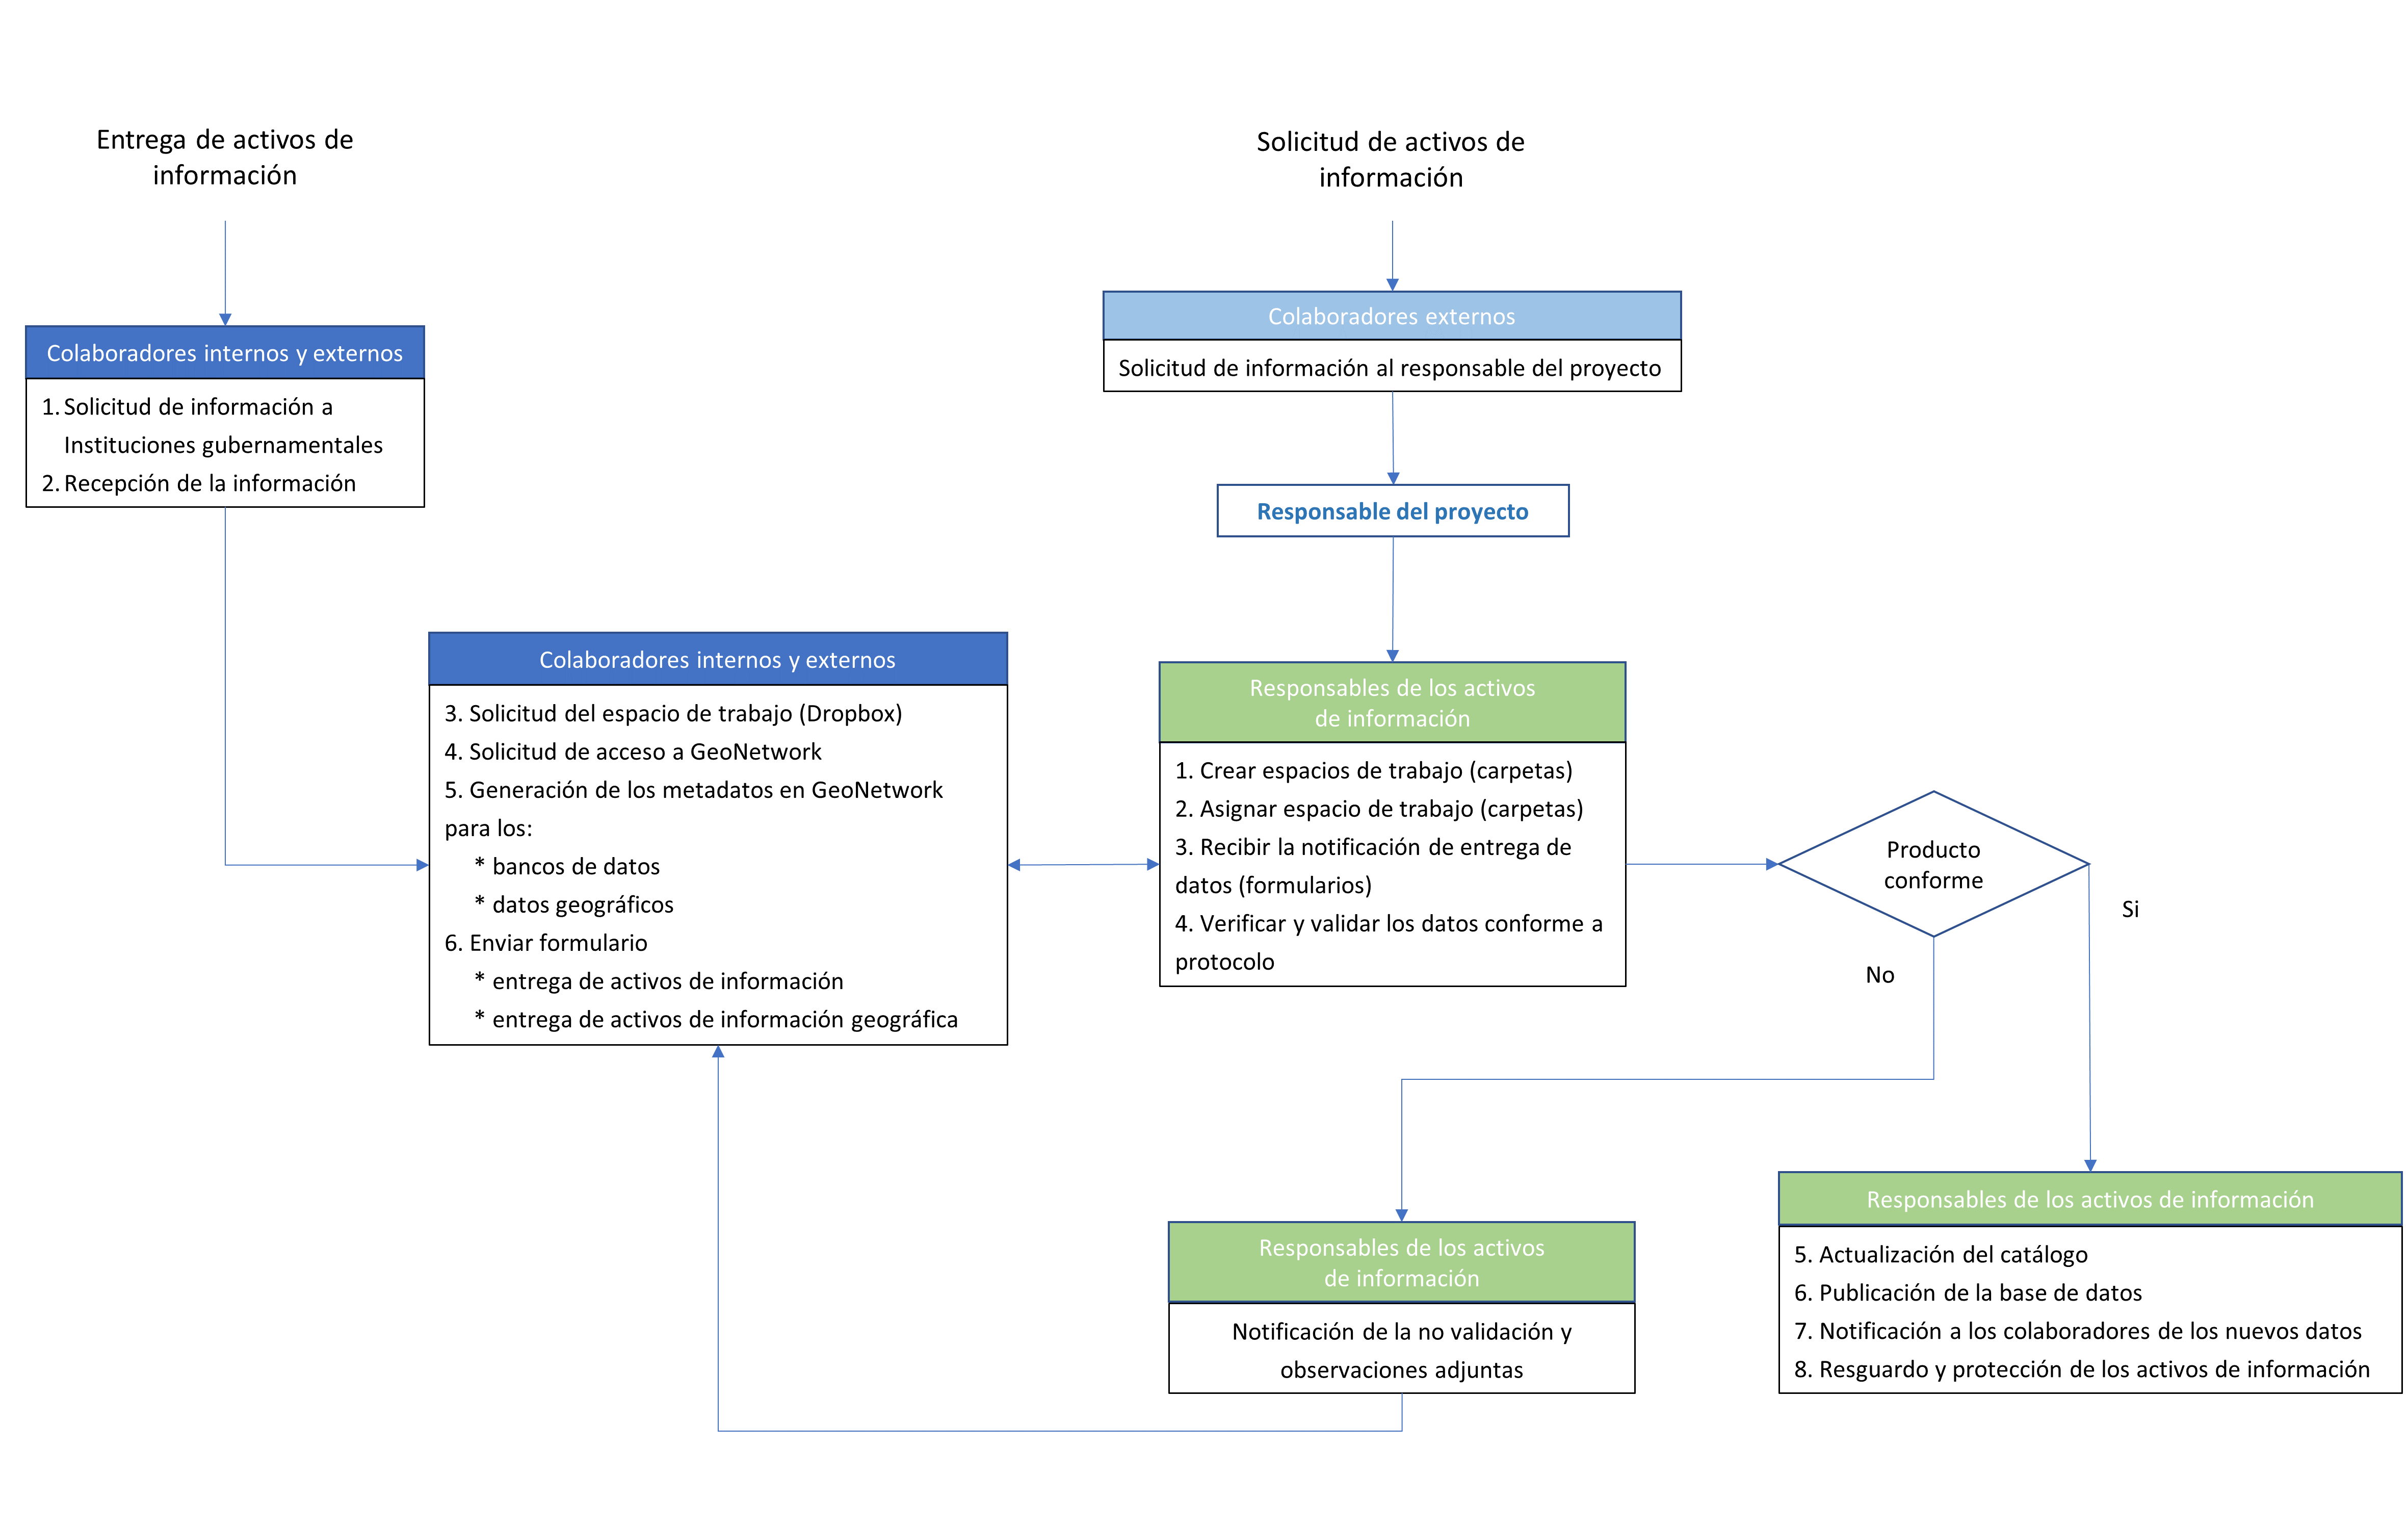 Entrega de activos de
información
Solicitud de activos de
información
Colaboradores externos
Solicitud de información al responsable del proyecto
Colaboradores internos y externos
1. Solicitud de información a
Instituciones gubernamentales
2. Recepción de la información
Responsable del proyecto
Colaboradores internos y externos
3. Solicitud del espacio de trabajo (Dropbox)
4. Solicitud de acceso a GeoNetwork
5. Generación de los metadatos en GeoNetwork
para los:
* bancos de datos
* datos geográficos
6. Enviar formulario
* entrega de activos de información
* entrega de activos de información geográfica
Responsables de los activos
de información
1. Crear espacios de trabajo (carpetas)
2. Asignar espacio de trabajo (carpetas)
3. Recibir la notificación de entrega de
datos (formularios)
4. Verificar y validar los datos conforme a
protocolo
Producto
conforme
Si
No
Responsables de los activos
de información
Notificación de la no validación y
observaciones adjuntas
Responsables de los activos de información
5. Actualización del catálogo
6. Publicación de la base de datos
7. Notificación a los colaboradores de los nuevos datos
8. Resguardo y protección de los activos de información